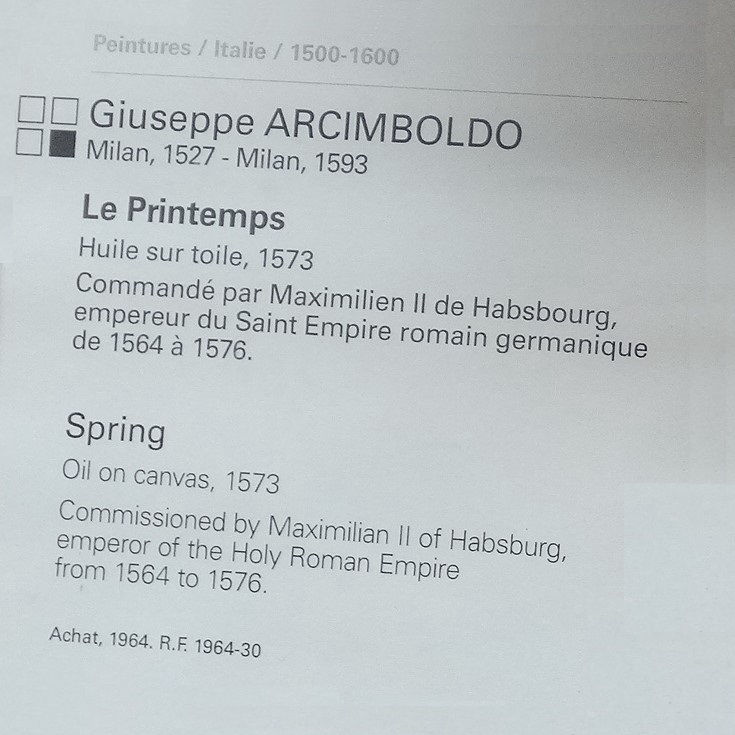 Peintures / Italie / 1500-1600
Giuseppe ARCIMBOLDO
Milan, 1527 - Milan, 1593
Le Printemps
Huile sur toile, 1573
Commandé par Maximilien II de Habsbourg,
empereur du Saint Empire romain germanique
de 1564 à 1576.
Spring
Oil on canvas, 1573
Commissioned by Maximilian II of Habsburg,
emperor of the Holy Roman Empire
from 1564 to 1576.
Achat, 1964. R.F. 1964-30